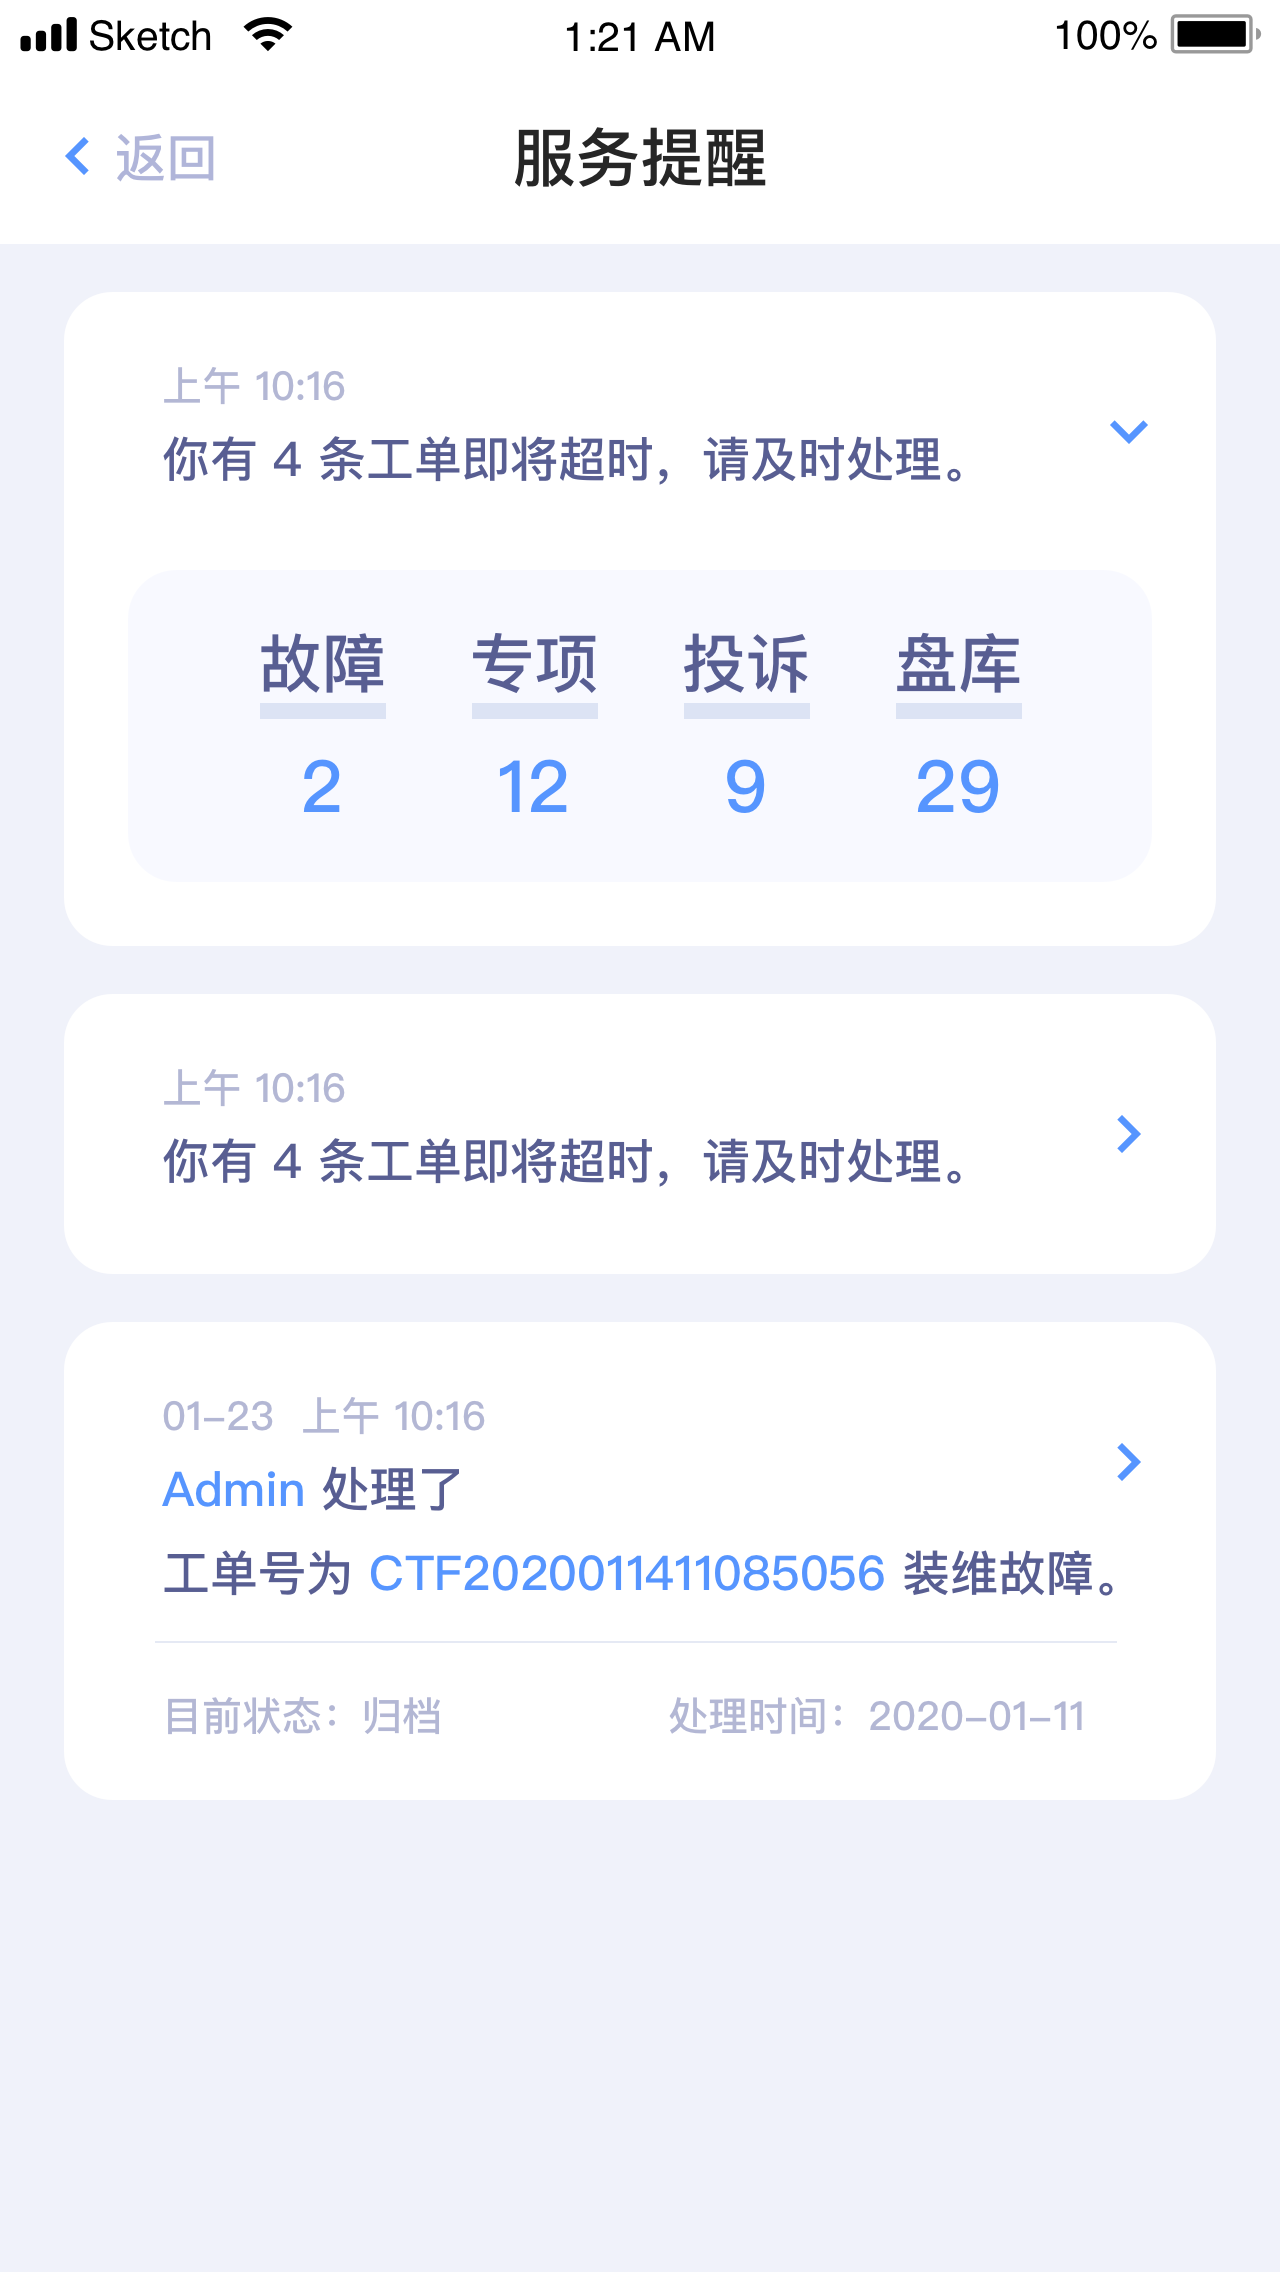 Sketch 1:21 AM 100%
返回 服务提醒
上午 10:16
你有 4 条工单即将超时，请及时处理。
故障 专项 投诉 盘库
2 12 9 29
上午 10:16
你有 4 条工单即将超时，请及时处理。
01-23 上午 10:16
Admin 处理了
工单号为 CTF2020011411085056 装维故障。
目前状态：归档 处理时间：2020-01-11